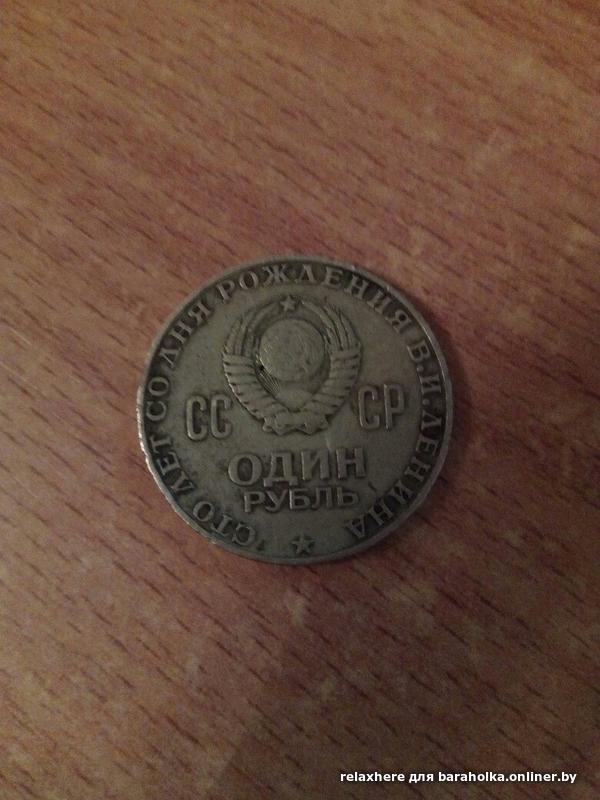 СТО ЛЕТ СО ДНЯ РОЖДЕНИЯ В.И.ЛЕНИНА
СС СР
ОДИН
РУБЛЬ
relaxhere для baraholka.onliner.by